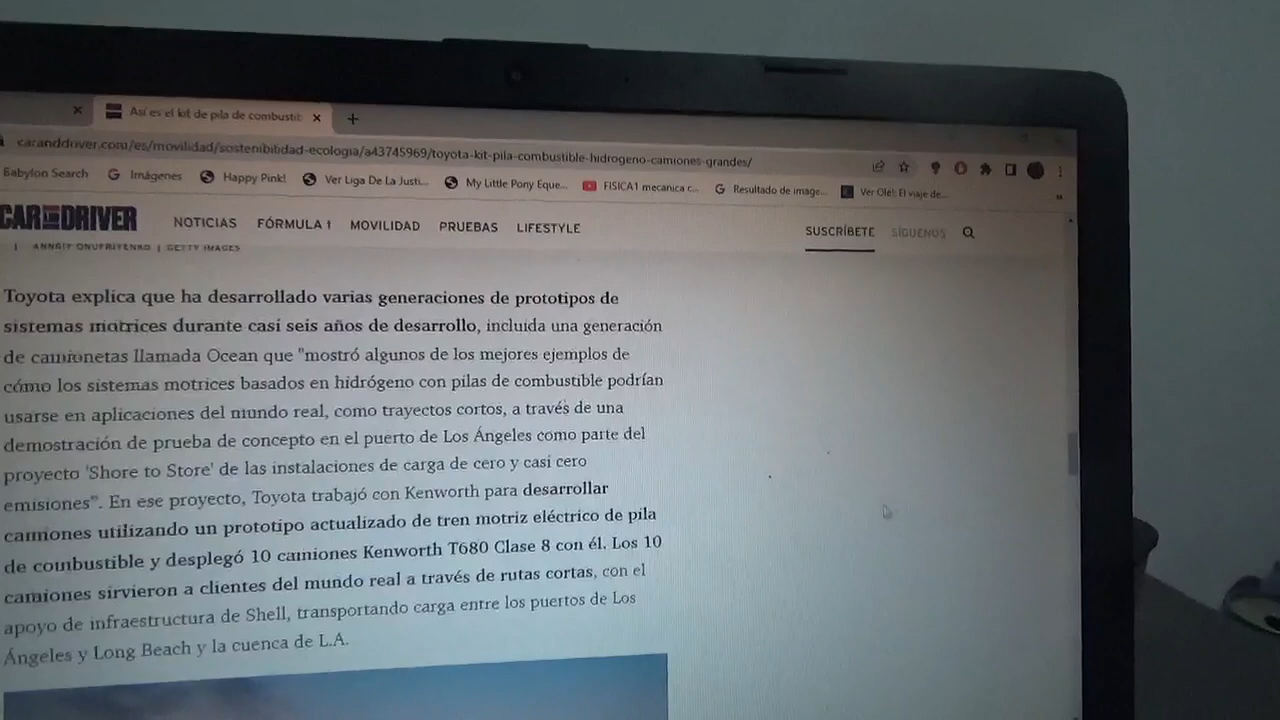 Así es el kit de pila de combustib
caranddriver.com/es/movilidad/sostenibilidad-ecologia/a43745969/toyota-kit-pila-combustible-hidrogeno-camiones-grandes/
Babylon Search Imágenes Happy Pink! Ver Liga De La Justi... My Little Pony Eque... FISICA1 mecanica c... Resultado de image... Ver Olé!: El viaje de...
CAR AND DRIVER NOTICIAS FÓRMULA 1 MOVILIDAD PRUEBAS LIFESTYLE SUSCRÍBETE SÍGUENOS
| GETTY IMAGES
Toyota explica que ha desarrollado varias generaciones de prototipos de
sistemas motrices durante casi seis años de desarrollo, incluida una generación
de camionetas llamada Ocean que "mostró algunos de los mejores ejemplos de
cómo los sistemas motrices basados en hidrógeno con pilas de combustible podrían
usarse en aplicaciones del mundo real, como trayectos cortos, a través de una
demostración de prueba de concepto en el puerto de Los Ángeles como parte del
proyecto 'Shore to Store' de las instalaciones de carga de cero y casi cero
emisiones". En ese proyecto, Toyota trabajó con Kenworth para desarrollar
camiones utilizando un prototipo actualizado de tren motriz eléctrico de pila
de combustible y desplegó 10 camiones Kenworth T680 Clase 8 con él. Los 10
camiones sirvieron a clientes del mundo real a través de rutas cortas, con el
apoyo de infraestructura de Shell, transportando carga entre los puertos de Los
Ángeles y Long Beach y la cuenca de L.A.